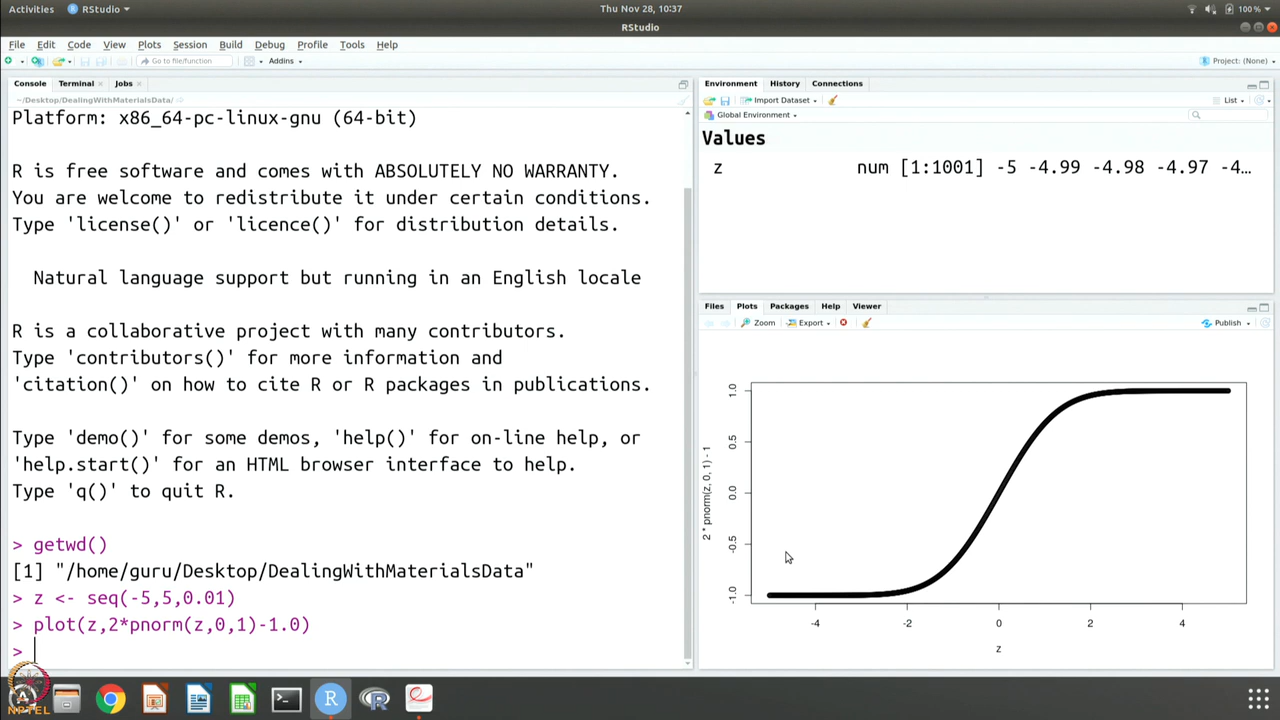 Activities RStudio Thu Nov 28, 10:37 100 %
RStudio
File Edit Code View Plots Session Build Debug Profile Tools Help
Go to file/function Addins Project: (None)
Console Terminal Jobs
~/Desktop/DealingWithMaterialsData/
Platform: x86_64-pc-linux-gnu (64-bit)
R is free software and comes with ABSOLUTELY NO WARRANTY.
You are welcome to redistribute it under certain conditions.
Type 'license()' or 'licence()' for distribution details.
Natural language support but running in an English locale
R is a collaborative project with many contributors.
Type 'contributors()' for more information and
'citation()' on how to cite R or R packages in publications.
Type 'demo()' for some demos, 'help()' for on-line help, or
'help.start()' for an HTML browser interface to help.
Type 'q()' to quit R.
> getwd()
[1] "/home/guru/Desktop/DealingWithMaterialsData"
> z <- seq(-5,5,0.01)
> plot(z,2*pnorm(z,0,1)-1.0)
>
Environment History Connections
Import Dataset List
Global Environment
Values
z num [1:1001] -5 -4.99 -4.98 -4.97 -4…
Files Plots Packages Help Viewer
Zoom Export Publish
2 * pnorm(z, 0, 1) - 1
1.0
0.5
0.0
-0.5
-1.0
-4 -2 0 2 4
z
NPTEL